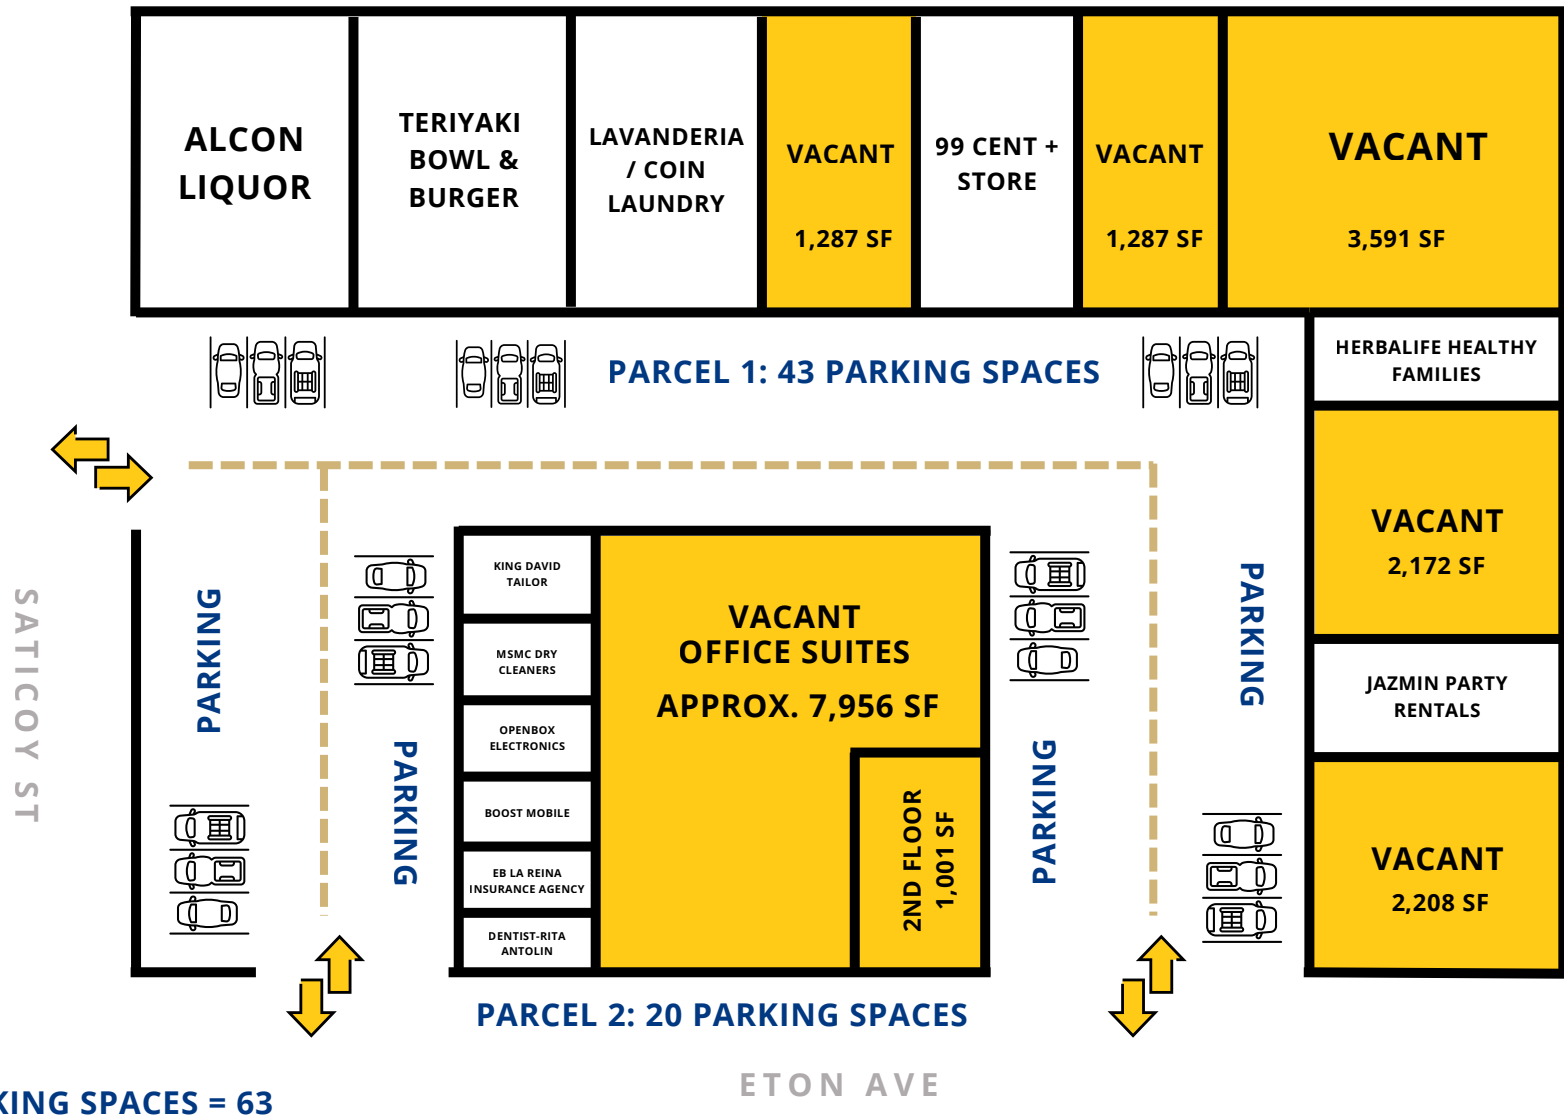 ALCON
LIQUOR
TERIYAKI
BOWL &
BURGER
LAVANDERIA
/ COIN
LAUNDRY
VACANT
1,287 SF
99 CENT +
STORE
VACANT
1,287 SF
VACANT
3,591 SF
PARCEL 1: 43 PARKING SPACES
HERBALIFE HEALTHY
FAMILIES
VACANT
2,172 SF
JAZMIN PARTY
RENTALS
VACANT
2,208 SF
SATICOY ST
PARKING
PARKING
KING DAVID
TAILOR
MSMC DRY
CLEANERS
OPENBOX
ELECTRONICS
BOOST MOBILE
EB LA REINA
INSURANCE AGENCY
DENTIST-RITA
ANTOLIN
VACANT
OFFICE SUITES
APPROX. 7,956 SF
2ND FLOOR
1,001 SF
PARKING
PARKING
PARCEL 2: 20 PARKING SPACES
ETON AVE
KING SPACES = 63